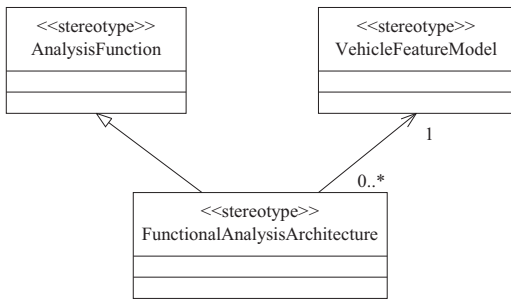 <<stereotype>>
AnalysisFunction
<<stereotype>>
VehicleFeatureModel
1
0..*
<<stereotype>>
FunctionalAnalysisArchitecture